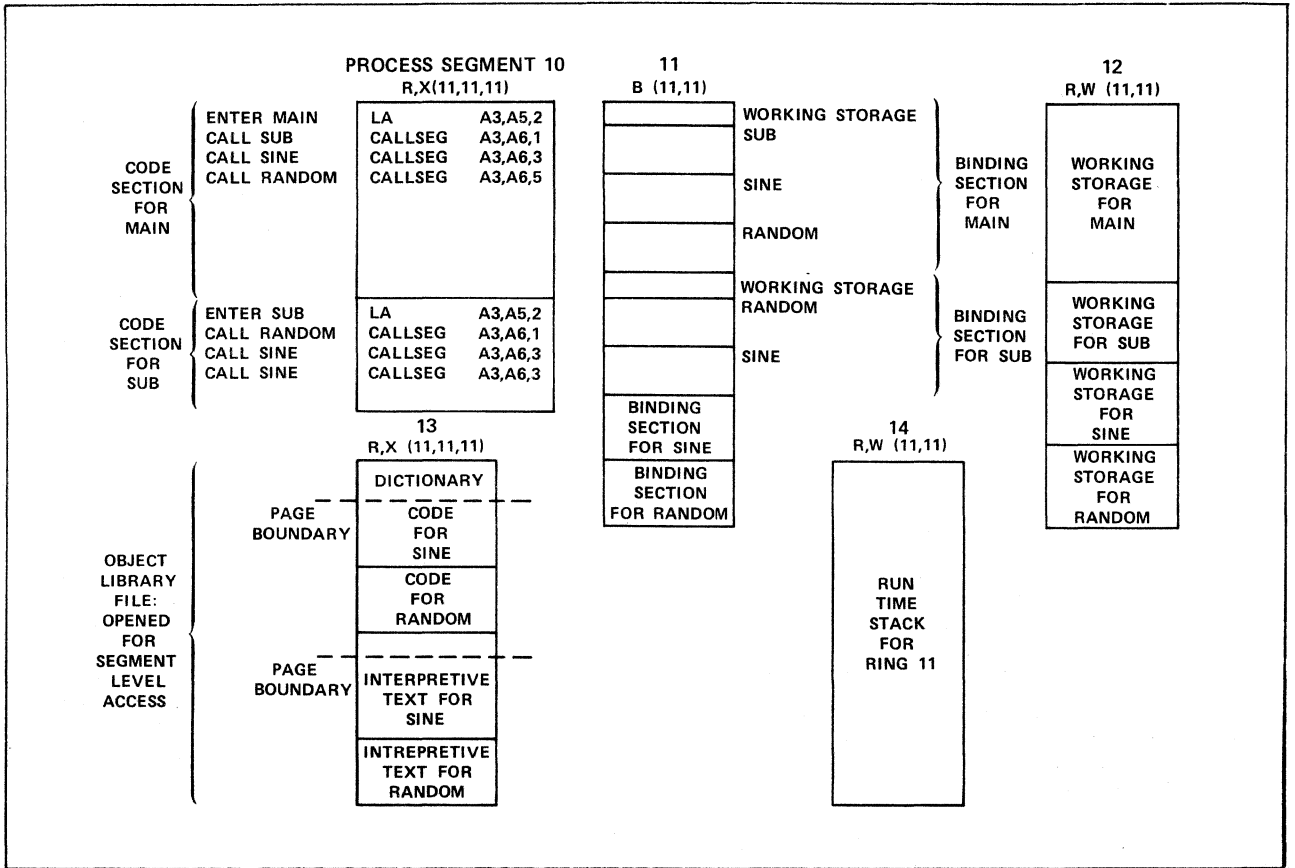 PROCESS SEGMENT 10
R,X(11,11,11)
CODE
SECTION
FOR
MAIN
ENTER MAIN LA A3,A5,2
CALL SUB CALLSEG A3,A6,1
CALL SINE CALLSEG A3,A6,3
CALL RANDOM CALLSEG A3,A6,5
CODE
SECTION
FOR
SUB
ENTER SUB LA A3,A5,2
CALL RANDOM CALLSEG A3,A6,1
CALL SINE CALLSEG A3,A6,3
CALL SINE CALLSEG A3,A6,3
11
B (11,11)
WORKING STORAGE
SUB
SINE
RANDOM
BINDING
SECTION
FOR
MAIN
WORKING STORAGE
RANDOM
SINE
BINDING
SECTION
FOR SUB
BINDING
SECTION
FOR SINE
BINDING
SECTION
FOR RANDOM
12
R,W (11,11)
WORKING
STORAGE
FOR
MAIN
WORKING
STORAGE
FOR SUB
WORKING
STORAGE
FOR
SINE
WORKING
STORAGE
FOR
RANDOM
13
R,X (11,11,11)
OBJECT
LIBRARY
FILE:
OPENED
FOR
SEGMENT
LEVEL
ACCESS
DICTIONARY
PAGE
BOUNDARY
CODE
FOR
SINE
CODE
FOR
RANDOM
PAGE
BOUNDARY
INTERPRETIVE
TEXT FOR
SINE
INTREPRETIVE
TEXT FOR
RANDOM
14
R,W (11,11)
RUN
TIME
STACK
FOR
RING 11